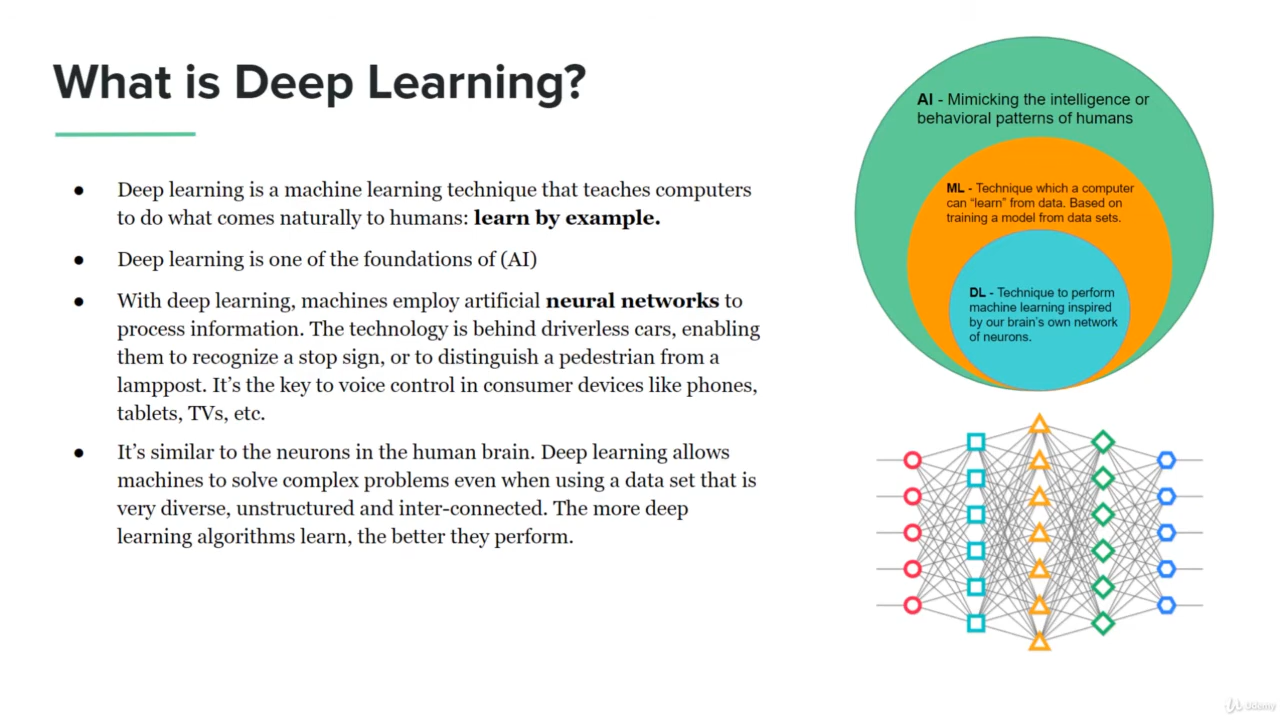 What is Deep Learning?
● Deep learning is a machine learning technique that teaches computers
to do what comes naturally to humans: learn by example.
● Deep learning is one of the foundations of (AI)
● With deep learning, machines employ artificial neural networks to
process information. The technology is behind driverless cars, enabling
them to recognize a stop sign, or to distinguish a pedestrian from a
lamppost. It’s the key to voice control in consumer devices like phones,
tablets, TVs, etc.
● It’s similar to the neurons in the human brain. Deep learning allows
machines to solve complex problems even when using a data set that is
very diverse, unstructured and inter-connected. The more deep
learning algorithms learn, the better they perform.
AI - Mimicking the intelligence or
behavioral patterns of humans
ML - Technique which a computer
can “learn” from data. Based on
training a model from data sets.
DL - Technique to perform
machine learning inspired
by our brain’s own network
of neurons.
Udemy